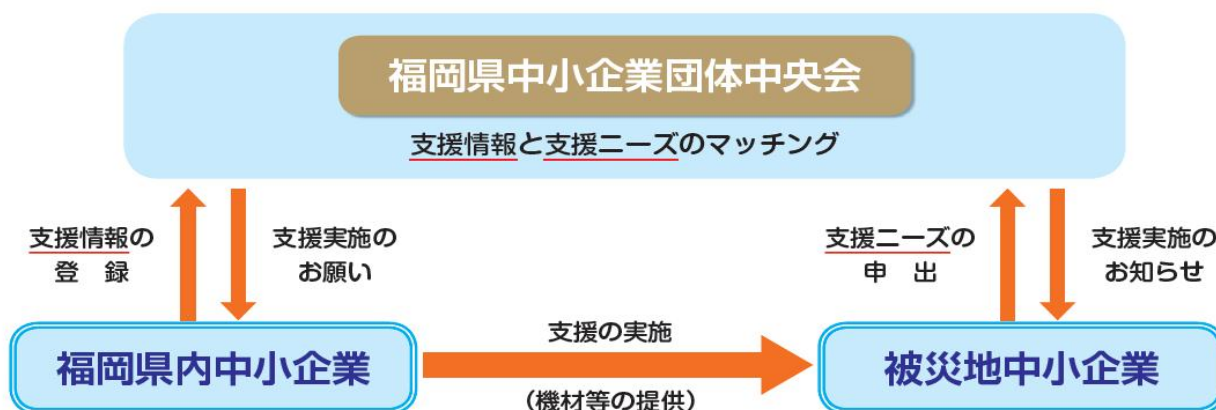 福岡県中小企業団体中央会
支援情報と支援ニーズのマッチング
支援情報の
登 録
支援実施の
お願い
支援ニーズの
申 出
支援実施の
お知らせ
福岡県内中小企業
支援の実施
(機材等の提供)
被災地中小企業